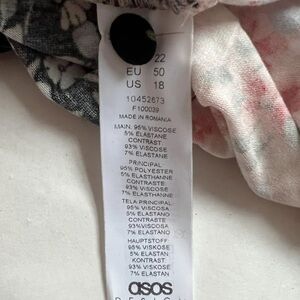 22
EU 50
US 18
10452673
F100039
MADE IN ROMANIA
MAIN. 95% VISCOSE
5% ELASTANE
CONTRAST
93% VISCOSE
7% ELASTANE
PRINCIPAL
95% POLYESTER
5% ELASTHANNE
CONTRASTE
93% VISCOSE
7% ELASTHANNE
TELA PRINCIPAL
95% VISCOSA
5% ELASTANO
CONTRASTE
93%VISCOSA
7% ELASTANO
HAUPTSTOFF
95% VISKOSE
5% ELASTAN
KONTRAST
93% VISKOSE
7% ELASTAN
asos